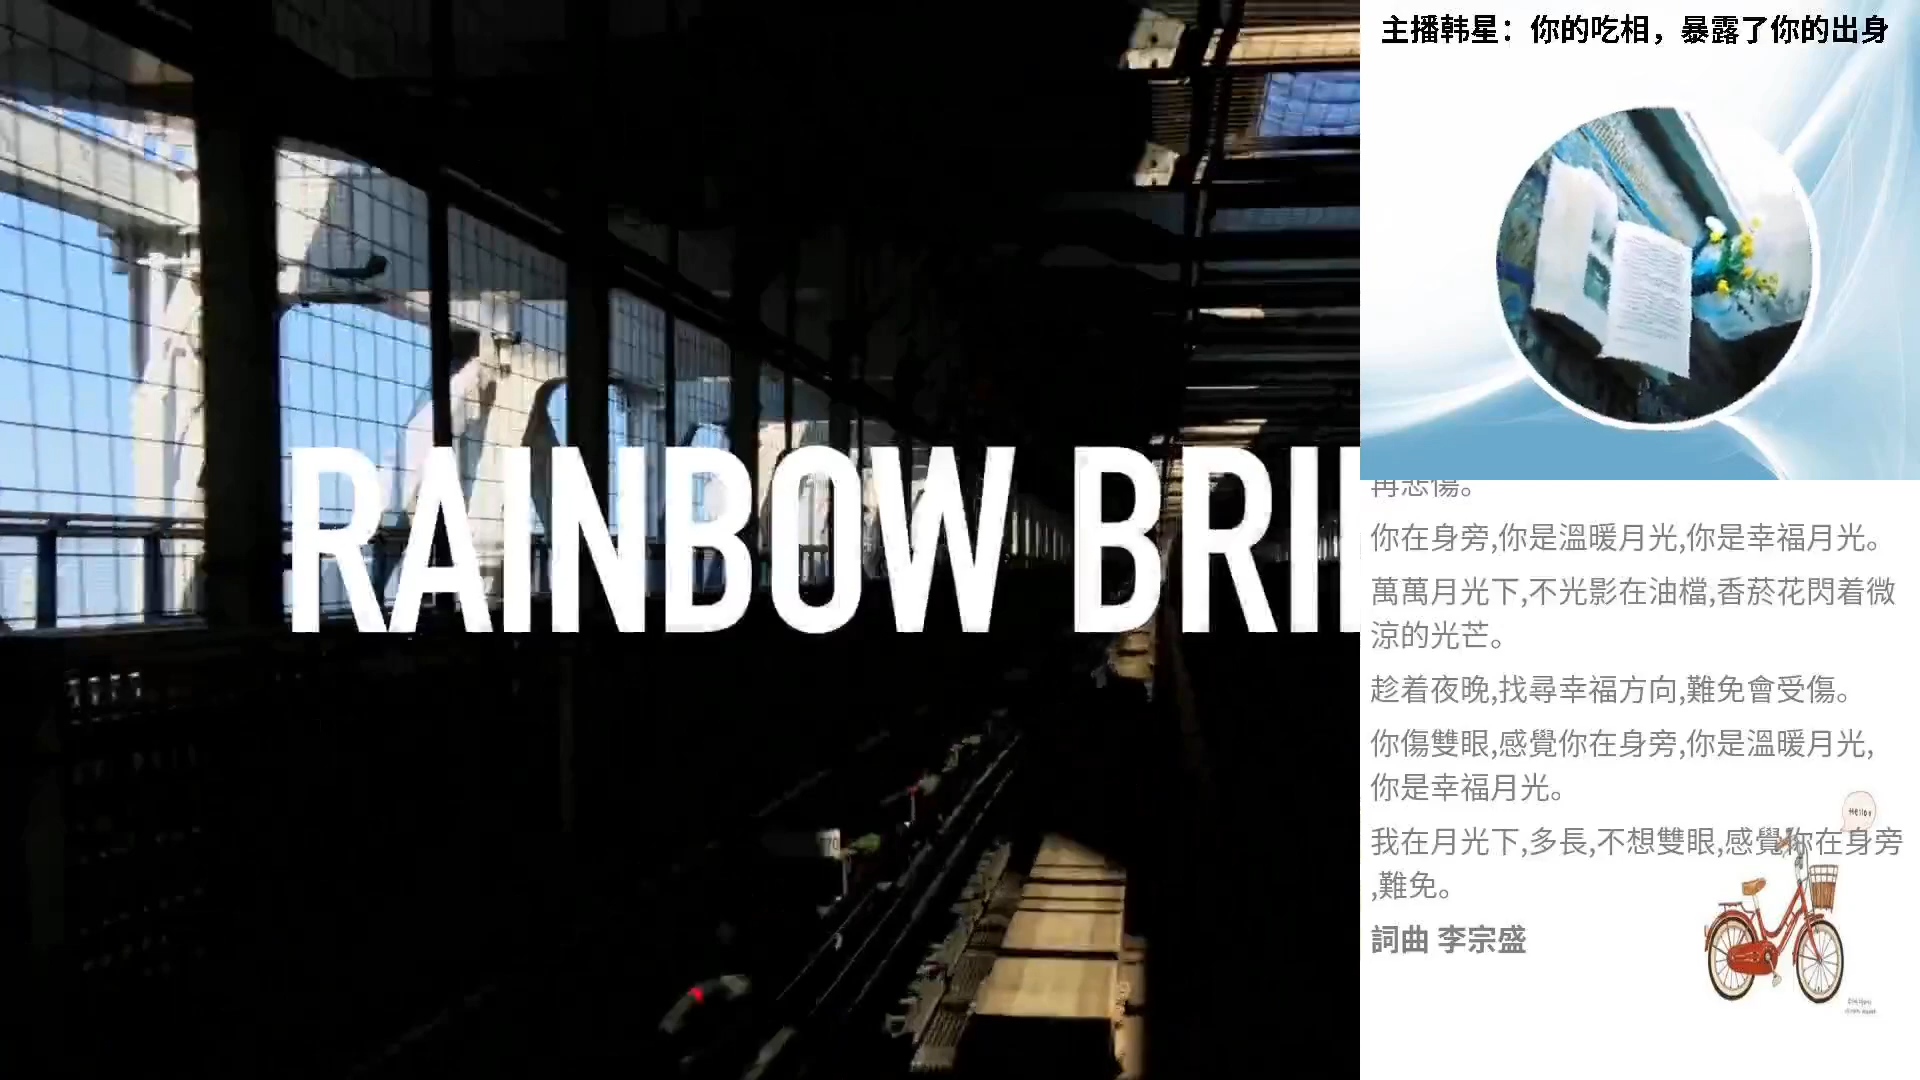 RAINBOW BRI
主播韩星：你的吃相，暴露了你的出身
再悲傷。
你在身旁,你是溫暖月光,你是幸福月光。
萬萬月光下,不光影在油檔,香菸花閃着微
涼的光芒。
趁着夜晚,找尋幸福方向,難免會受傷。
你傷雙眼,感覺你在身旁,你是溫暖月光,
你是幸福月光。
Hello!
我在月光下,多長,不想雙眼,感覺你在身旁
,難免。
詞曲 李宗盛